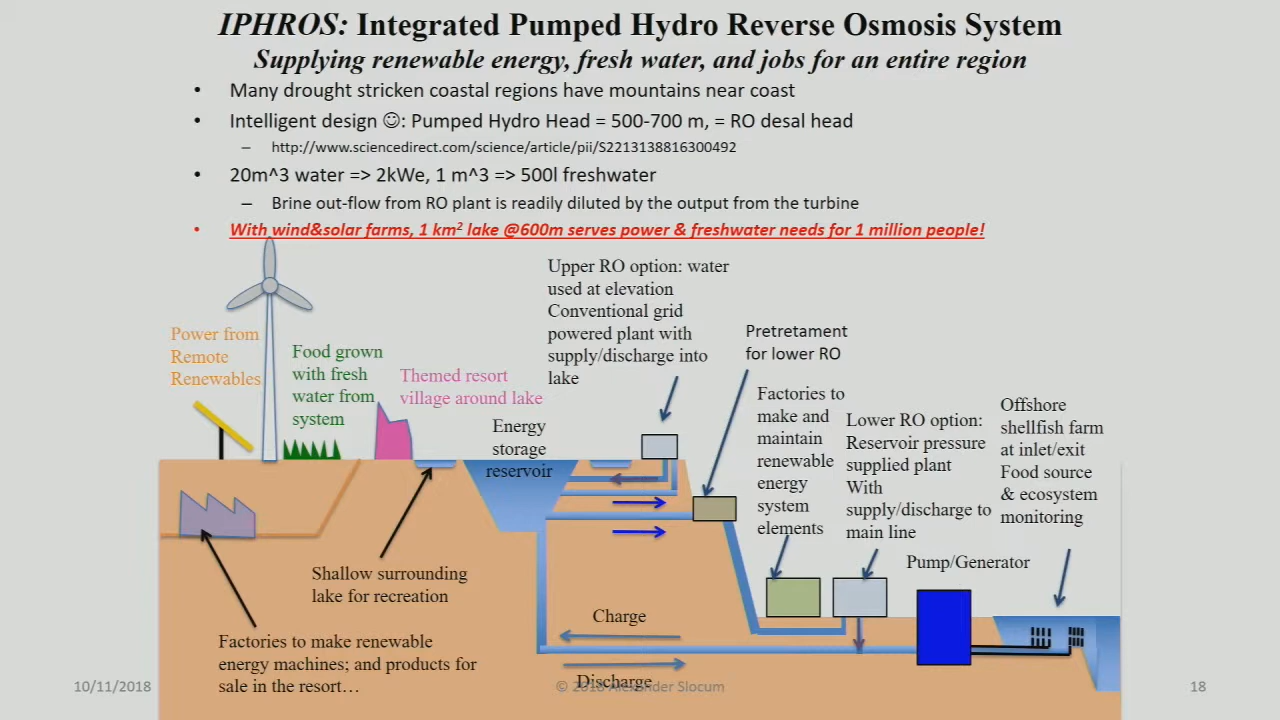 IPHROS: Integrated Pumped Hydro Reverse Osmosis System
Supplying renewable energy, fresh water, and jobs for an entire region
• Many drought stricken coastal regions have mountains near coast
• Intelligent design ☺: Pumped Hydro Head = 500-700 m, = RO desal head
– http://www.sciencedirect.com/science/article/pii/S2213138816300492
• 20m^3 water => 2kWe, 1 m^3 => 500l freshwater
– Brine out-flow from RO plant is readily diluted by the output from the turbine
• With wind&solar farms, 1 km² lake @600m serves power & freshwater needs for 1 million people!
Upper RO option: water
used at elevation
Conventional grid
powered plant with
supply/discharge into
lake
Pretretament
for lower RO
Power from
Remote
Renewables
Food grown
with fresh
water from
system
Themed resort
village around lake
Energy
storage
reservoir
Factories to
make and
maintain
renewable
energy
system
elements
Lower RO option:
Reservoir pressure
supplied plant
With
supply/discharge to
main line
Offshore
shellfish farm
at inlet/exit
Food source
& ecosystem
monitoring
Pump/Generator
Shallow surrounding
lake for recreation
Charge
Factories to make renewable
energy machines; and products for
sale in the resort…
Discharge
10/11/2018
© 2018 Alexander Slocum
18